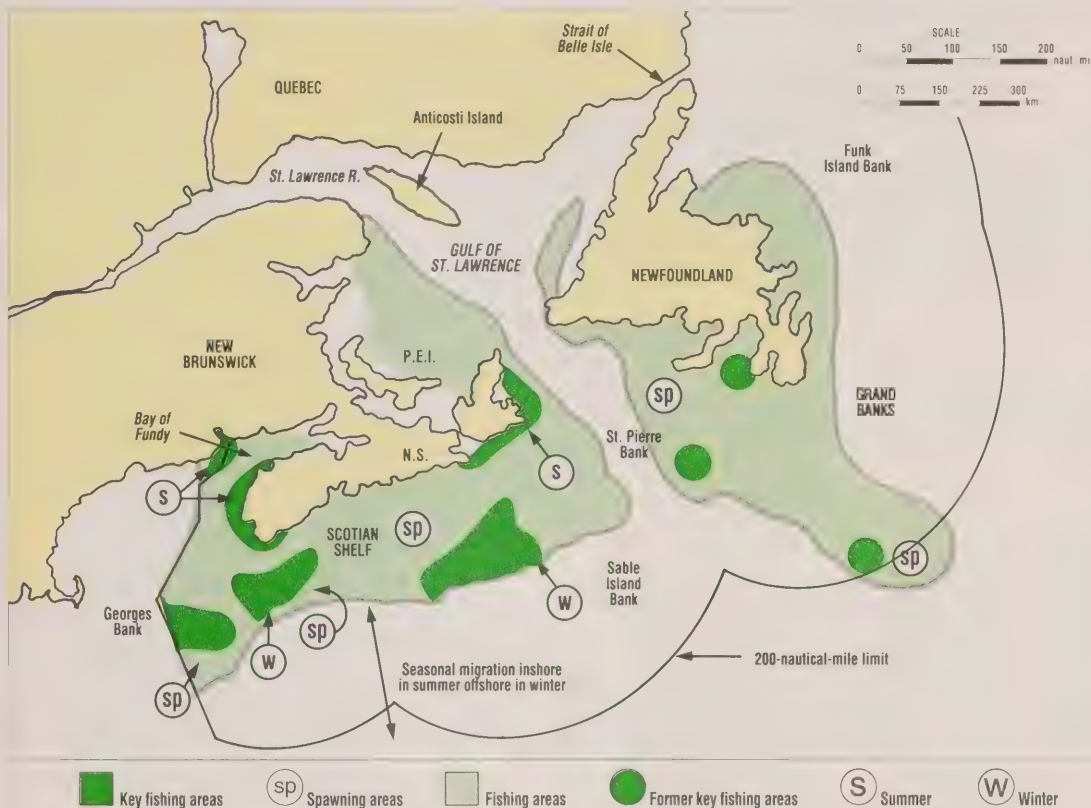 Strait of
Belle Isle
SCALE
0 50 100 150 200 naut mi
0 75 150 225 300 km
QUEBEC
Anticosti Island
St. Lawrence R.
Funk
Island Bank
GULF OF
ST. LAWRENCE
NEWFOUNDLAND
NEW
BRUNSWICK
P.E.I.
Bay of
Fundy
N.S.
sp
GRAND
BANKS
St. Pierre
Bank
S
S
SCOTIAN
SHELF
sp
sp
Sable
Island
Bank
W
Georges
Bank
sp
W
sp
Seasonal migration inshore
in summer offshore in winter
200-nautical-mile limit
Key fishing areas
sp Spawning areas
Fishing areas
Former key fishing areas
S Summer
W Winter